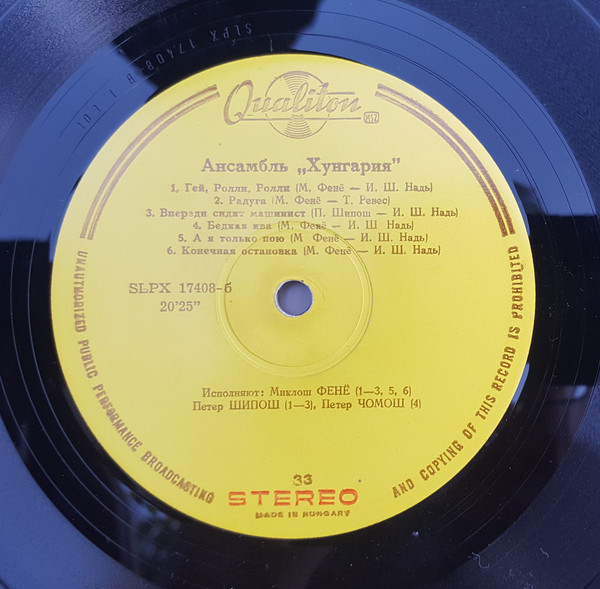 SLPX 17408 B
Qualiton
MHV
Ансамбль „Хунгария"
1. Гей, Ролли, Ролли (М. Фенё — И. Ш. Надь)
2. Радуга (М. Фенё — Т. Ревес)
3. Впереди сидит машинист (П. Шипош — И. Ш. Надь)
4. Бедная ива (М. Фенё — И. Ш Надь)
5. А я только пою (М. Фенё — И. Ш. Надь)
6. Конечная остановка (М. Фенё — И. Ш. Надь)
SLPX 17408-б
20'25"
Исполняют: Миклош ФЕНЁ (1—3, 5, 6)
Петер ШИПОШ (1—3), Петер ЧОМОШ (4)
33
STEREO
MADE IN HUNGARY
UNAUTHORIZED PUBLIC PERFORMANCE BROADCASTING
AND COPYING OF THIS RECORD IS PROHIBITED